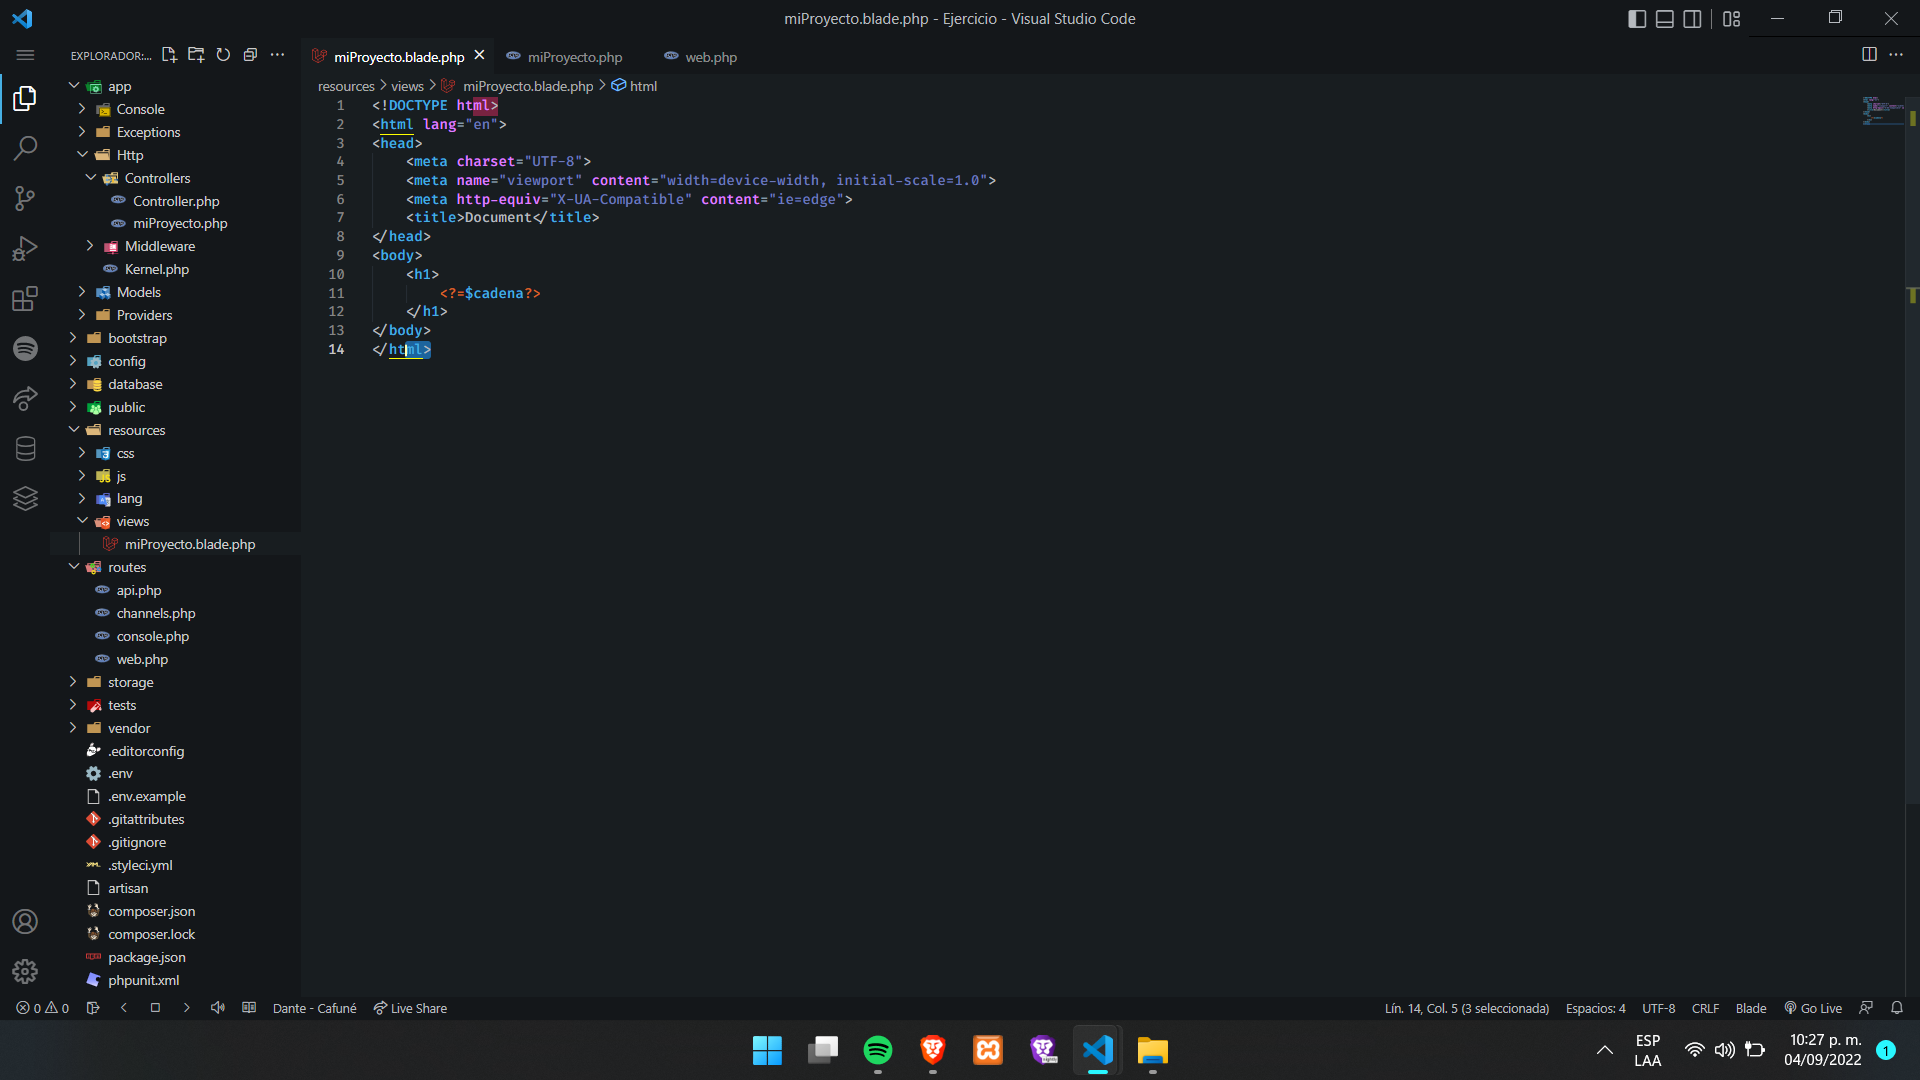 miProyecto.blade.php - Ejercicio - Visual Studio Code
EXPLORADOR:...
app
Console
Exceptions
Http
Controllers
Controller.php
miProyecto.php
Middleware
Kernel.php
Models
Providers
bootstrap
config
database
public
resources
css
js
lang
views
miProyecto.blade.php
routes
api.php
channels.php
console.php
web.php
storage
tests
vendor
.editorconfig
.env
.env.example
.gitattributes
.gitignore
.styleci.yml
artisan
composer.json
composer.lock
package.json
phpunit.xml
miProyecto.blade.php miProyecto.php web.php
resources > views > miProyecto.blade.php > html
1 <!DOCTYPE html>
2 <html lang="en">
3 <head>
4 <meta charset="UTF-8">
5 <meta name="viewport" content="width=device-width, initial-scale=1.0">
6 <meta http-equiv="X-UA-Compatible" content="ie=edge">
7 <title>Document</title>
8 </head>
9 <body>
10 <h1>
11 <?=$cadena?>
12 </h1>
13 </body>
14 </html>
0 0 Dante - Cafuné Live Share Lín. 14, Col. 5 (3 seleccionada) Espacios: 4 UTF-8 CRLF Blade Go Live
ESP
LAA
10:27 p. m.
04/09/2022
1